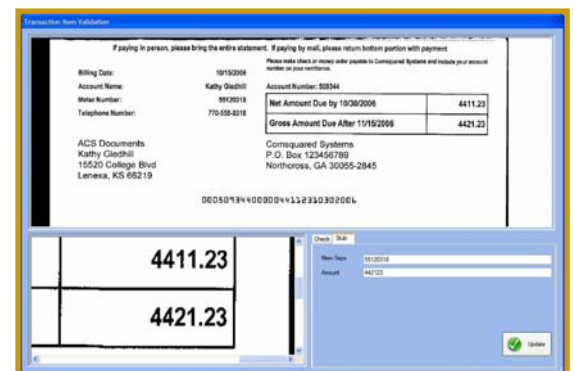 Transaction Item Validation
If paying in person, please bring the entire statement. If paying by mail, please return bottom portion with payment
Please make check or money order payable to Comsquared Systems and include your account
number on your remittance.
Billing Date: 10/15/2006
Account Name: Kathy Gledhill
Account Number: 509344
Meter Number: 55120318
Net Amount Due by 10/30/2006 4411.23
Telephone Number: 770-558-8318
Gross Amount Due After 11/15/2006 4421.23
ACS Documents
Kathy Gledhill
15520 College Blvd
Lenexa, KS 66219
Comsquared Systems
P.O. Box 123456789
Northcross, GA 30055-2845
0005093440000044112310302006
4411.23
4421.23
Check Stub
55120318
Amount 442123
Update